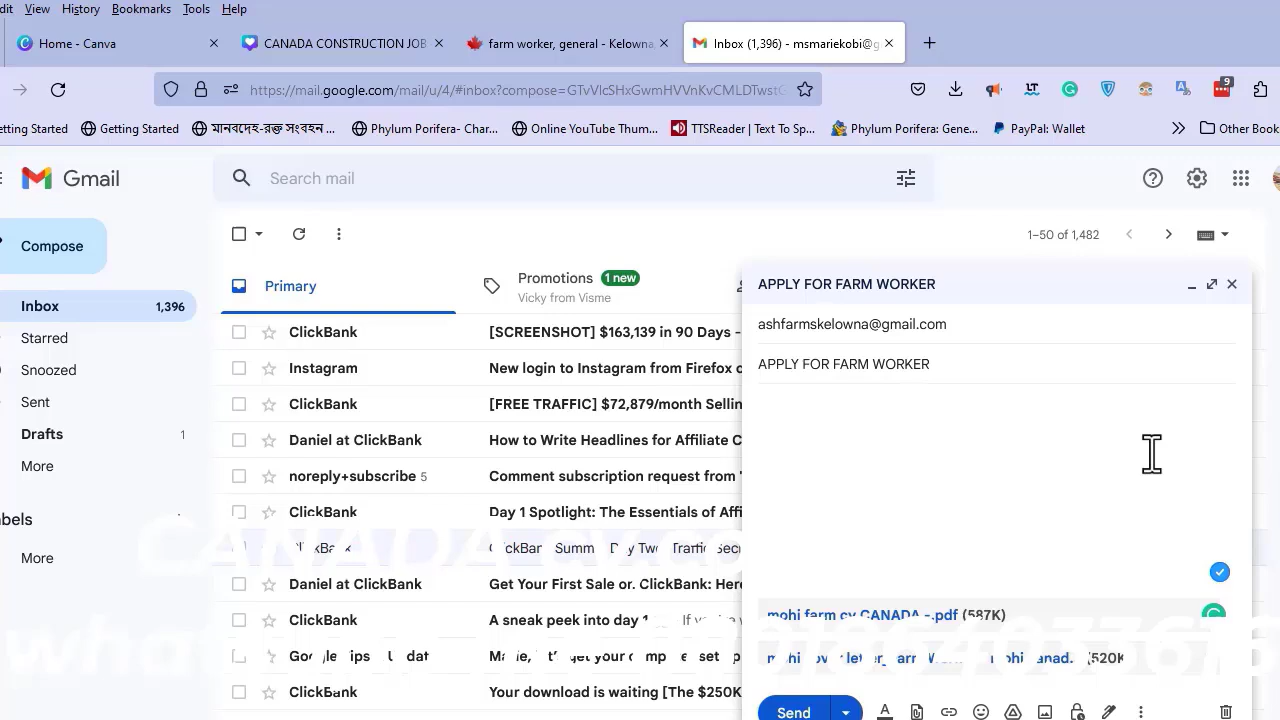 dit View History Bookmarks Tools Help
Home - Canva
CANADA CONSTRUCTION JOB
farm worker, general - Kelowna,
Inbox (1,396) - msmariekobi@g
https://mail.google.com/mail/u/4/#inbox?compose=GTvVlcSHxGwmHVVnKvCMLDTwstG
9
etting Started
Getting Started
মানবদেহ-রক্ত সংবহন ...
Phylum Porifera- Char...
Online YouTube Thum...
TTSReader | Text To Sp...
Phylum Porifera: Gene...
PayPal: Wallet
Other Book
Gmail
Search mail
Compose
1–50 of 1,482
Inbox 1,396
Starred
Snoozed
Sent
Drafts 1
More
abels
More
Primary
Promotions 1 new
Vicky from Visme
ClickBank [SCREENSHOT] $163,139 in 90 Days -
Instagram New login to Instagram from Firefox o
ClickBank [FREE TRAFFIC] $72,879/month Sellin
Daniel at ClickBank How to Write Headlines for Affiliate C
noreply+subscribe 5 Comment subscription request from "
ClickBank Day 1 Spotlight: The Essentials of Affi
Daniel at ClickBank Get Your First Sale or. ClickBank: Here
ClickBank A sneak peek into day 1
ClickBank Your download is waiting [The $250K
APPLY FOR FARM WORKER
ashfarmskelowna@gmail.com
APPLY FOR FARM WORKER
mohi farm cv CANADA -.pdf (587K)
(520K
Send
CANADA cv
what